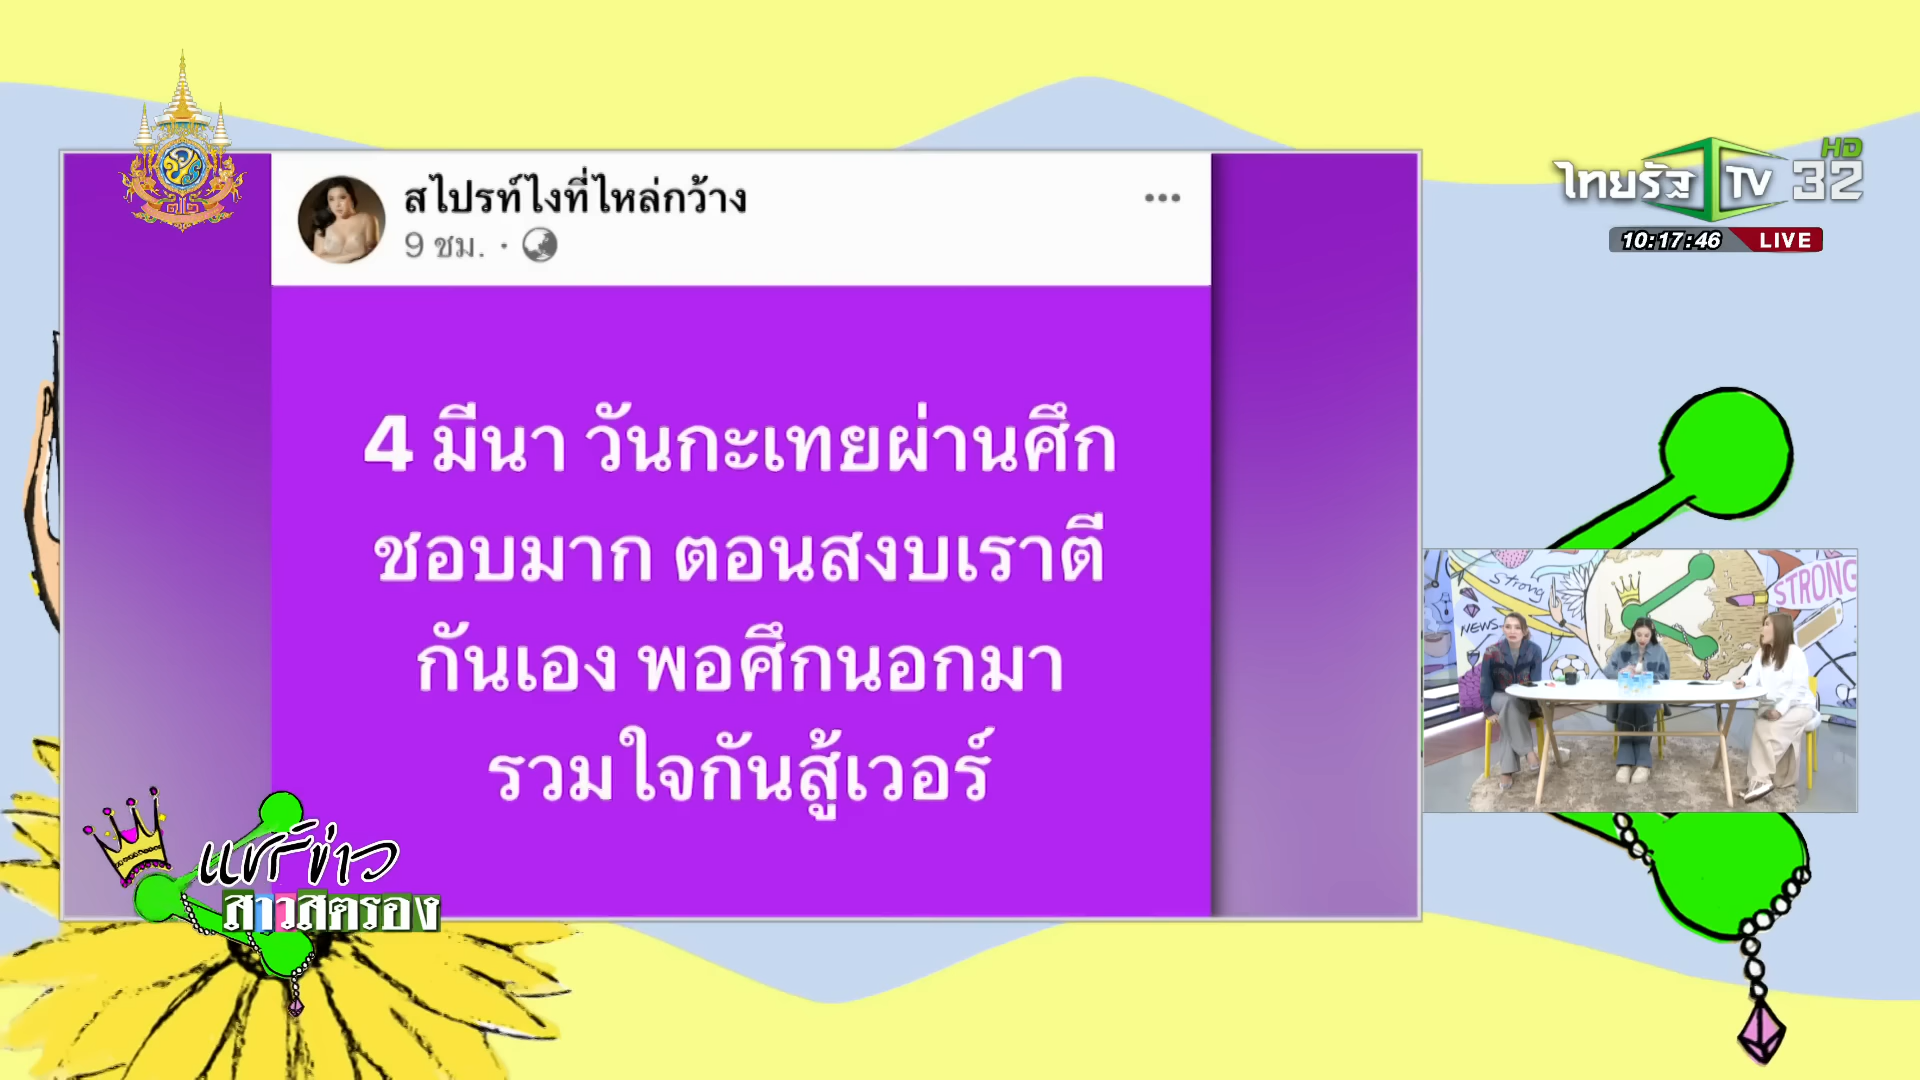 สไปรท์ไงที่ไหล่กว้าง
9 ชม.
4 มีนา วันกะเทยผ่านศึก
ชอบมาก ตอนสงบเราตี
กันเอง พอศึกนอกมา
รวมใจกันสู้เวอร์
ไทยรัฐ TV 32 HD
10:17:46 LIVE
Strong
NEWS
STRONG
แชร์ข่าว
สาวสตรอง